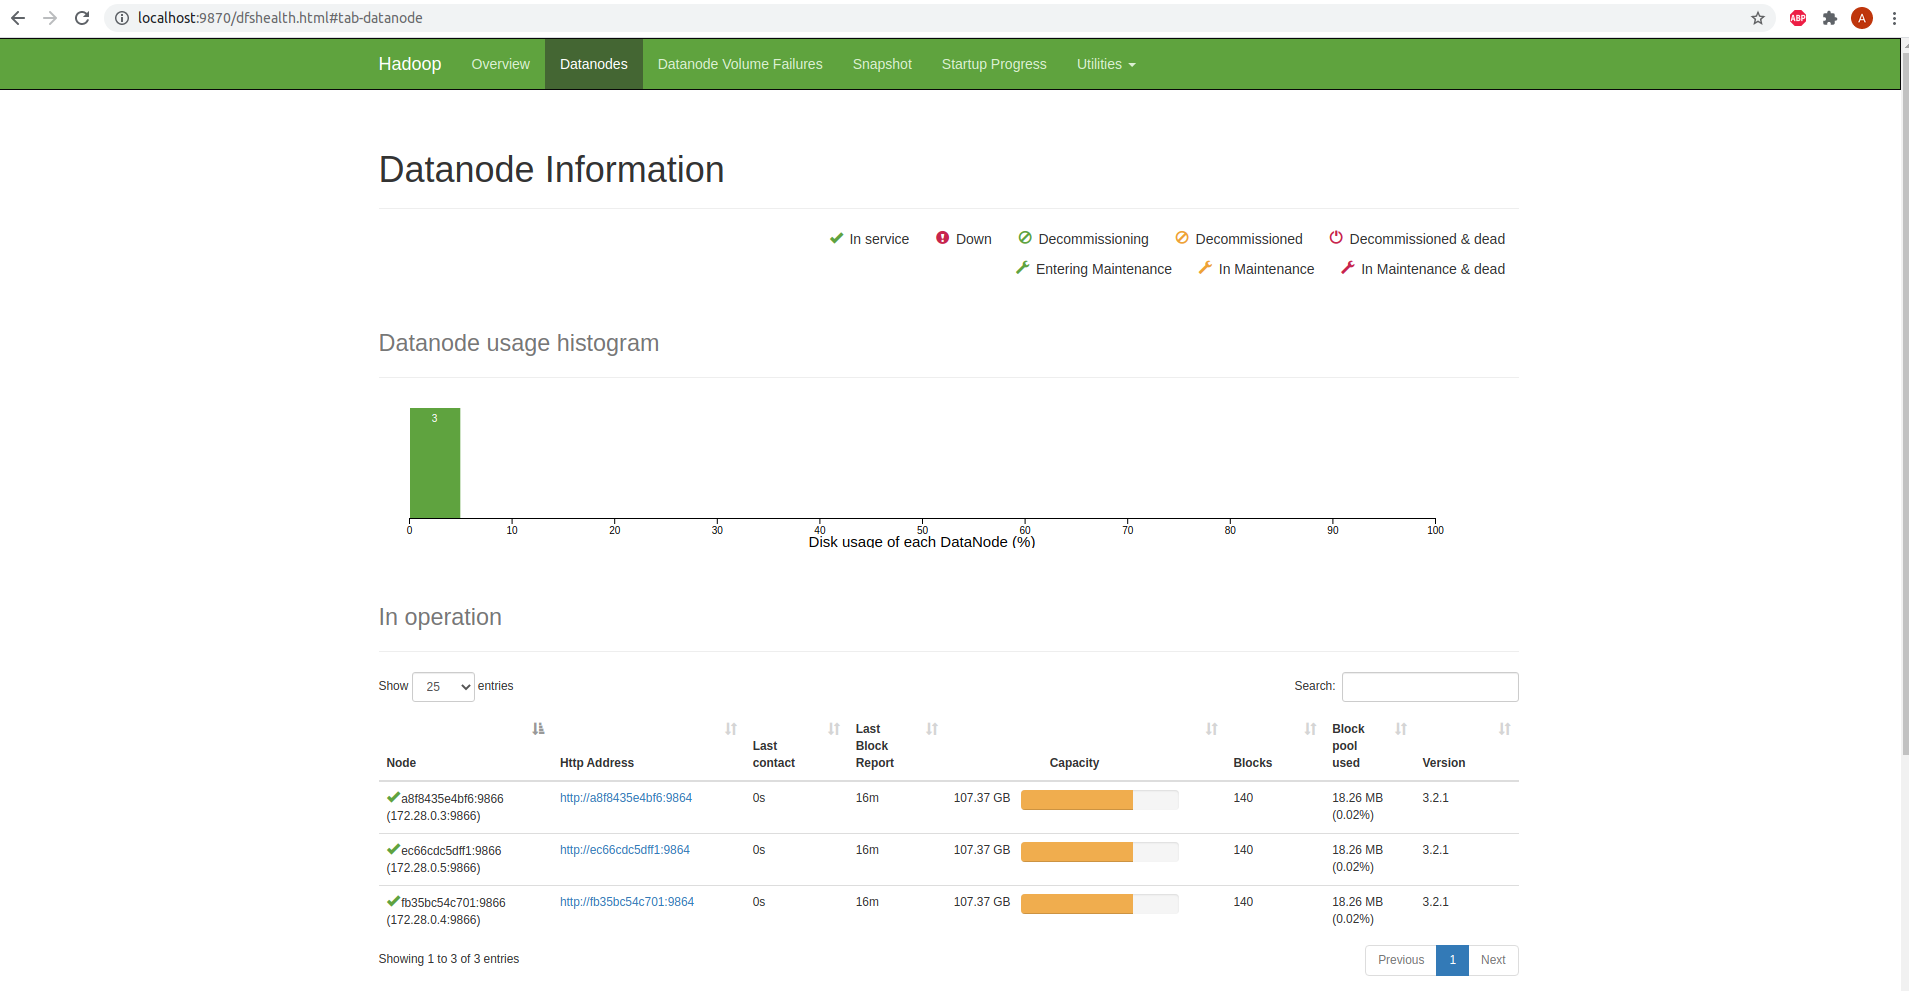 localhost:9870/dfshealth.html#tab-datanode
ABP
A
Hadoop Overview Datanodes Datanode Volume Failures Snapshot Startup Progress Utilities
Datanode Information
In service Down Decommissioning Decommissioned Decommissioned & dead
Entering Maintenance In Maintenance In Maintenance & dead
Datanode usage histogram
3
0 10 20 30 40 50 60 70 80 90 100
Disk usage of each DataNode (%)
In operation
Show 25 entries Search:
Node Http Address Last contact Last Block Report Capacity Blocks Block pool used Version
a8f8435e4bf6:9866 http://a8f8435e4bf6:9864 0s 16m 107.37 GB 140 18.26 MB 3.2.1
(172.28.0.3:9866) (0.02%)
ec66cdc5dff1:9866 http://ec66cdc5dff1:9864 0s 16m 107.37 GB 140 18.26 MB 3.2.1
(172.28.0.5:9866) (0.02%)
fb35bc54c701:9866 http://fb35bc54c701:9864 0s 16m 107.37 GB 140 18.26 MB 3.2.1
(172.28.0.4:9866) (0.02%)
Showing 1 to 3 of 3 entries Previous 1 Next